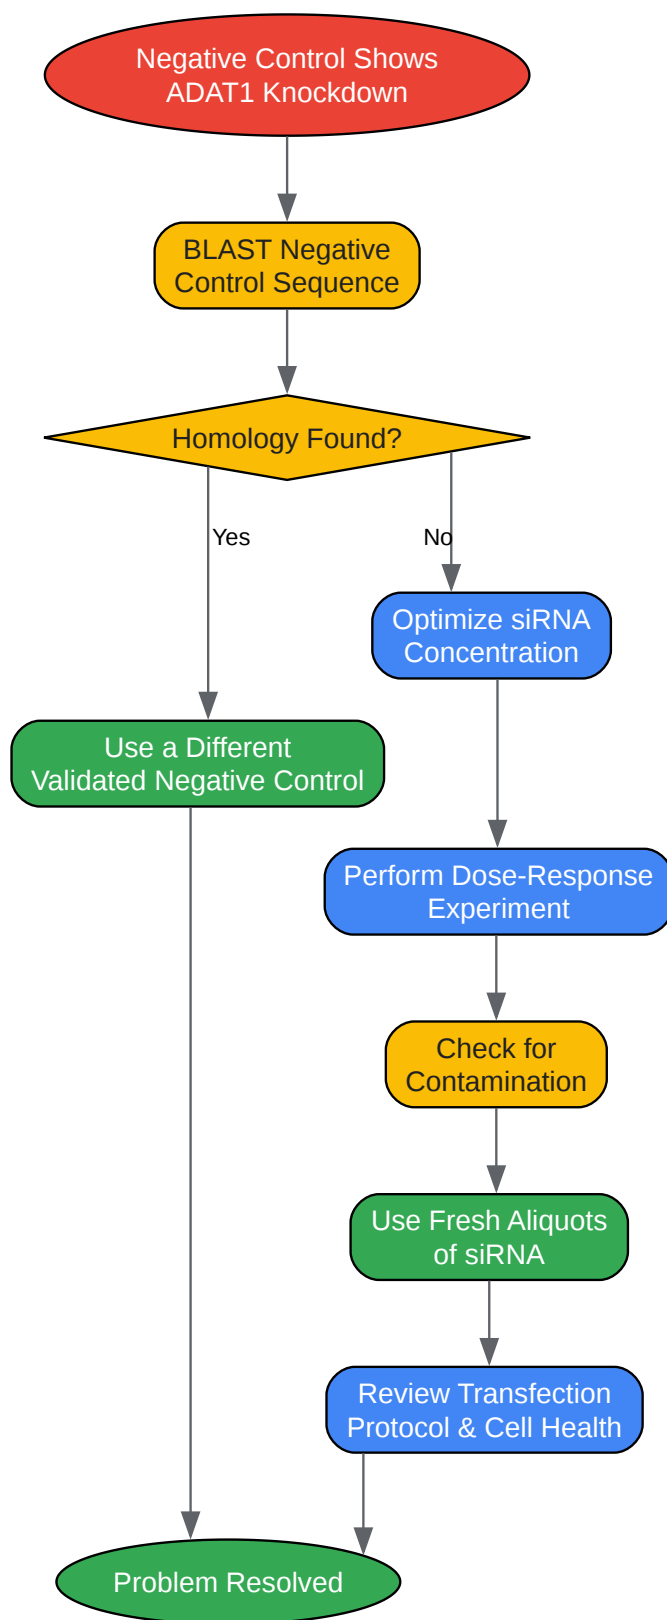 Negative Control Shows
ADAT1 Knockdown
BLAST Negative
Control Sequence
Homology Found?
Yes
No
Optimize siRNA
Concentration
Use a Different
Validated Negative Control
Perform Dose-Response
Experiment
Check for
Contamination
Use Fresh Aliquots
of siRNA
Review Transfection
Protocol & Cell Health
Problem Resolved